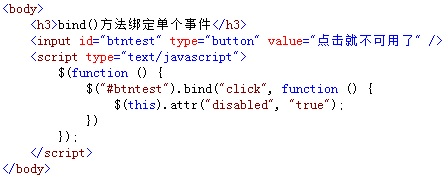 <body>
    <h3>bind()方法绑定单个事件</h3>
    <input id="btntest" type="button" value="点击就不可用了" />
    <script type="text/javascript">
        $(function () {
            $("#btntest").bind("click", function () {
                $(this).attr("disabled", "true");
            })
        });
    </script>
</body>